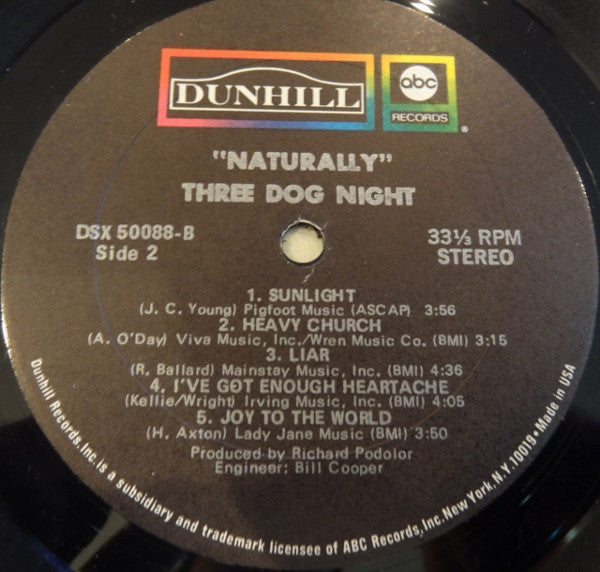 DUNHILL
abc
RECORDS
®
"NATURALLY"
THREE DOG NIGHT
DSX 50088-B
Side 2
33⅓ RPM
STEREO
1. SUNLIGHT
(J. C. Young) Pigfoot Music (ASCAP) 3:56
2. HEAVY CHURCH
(A. O'Day) Viva Music, Inc./Wren Music Co. (BMI) 3:15
3. LIAR
(R. Ballard) Mainstay Music, Inc. (BMI) 4:36
4. I'VE GOT ENOUGH HEARTACHE
(Kellie/Wright) Irving Music, Inc. (BMI) 4:05
5. JOY TO THE WORLD
(H. Axton) Lady Jane Music (BMI) 3:50
Produced by Richard Podolor
Engineer: Bill Cooper
Dunhill Records, Inc. is a subsidiary and trademark licensee of ABC Records, Inc. New York, N.Y. 10019 • Made in USA